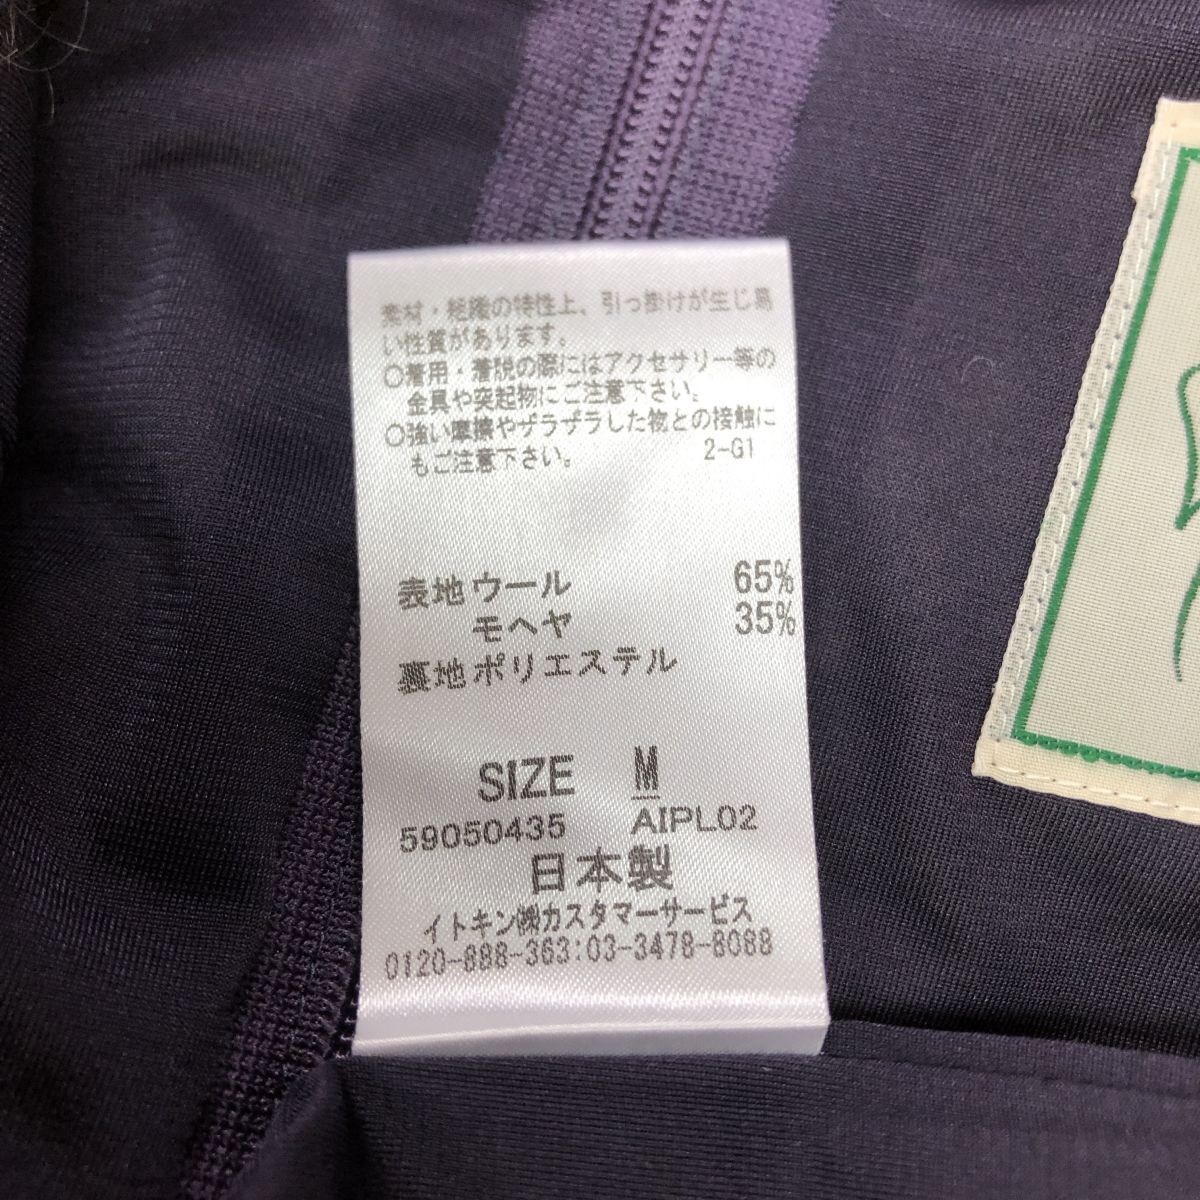 素材・組織の特性上、引っ掛けが生じ易
い性質があります。
○着用・着脱の際にはアクセサリー等の
金具や突起物にご注意下さい。
○強い摩擦やザラザラした物との接触に
もご注意下さい。 2-G1
表地ウール 65%
モヘヤ 35%
裏地ポリエステル
SIZE M
59050435 AIPL02
日本製
イトキン㈱カスタマーサービス
0120-888-363:03-3478-8088